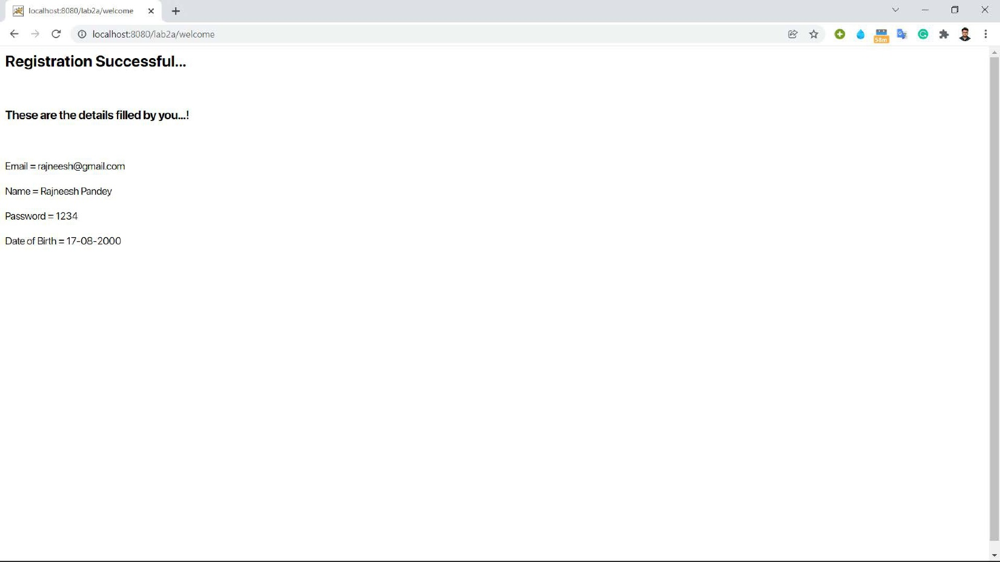 localhost:8080/lab2a/welcome
localhost:8080/lab2a/welcome
58m
Registration Successful...
These are the details filled by you...!
Email = rajneesh@gmail.com
Name = Rajneesh Pandey
Password = 1234
Date of Birth = 17-08-2000